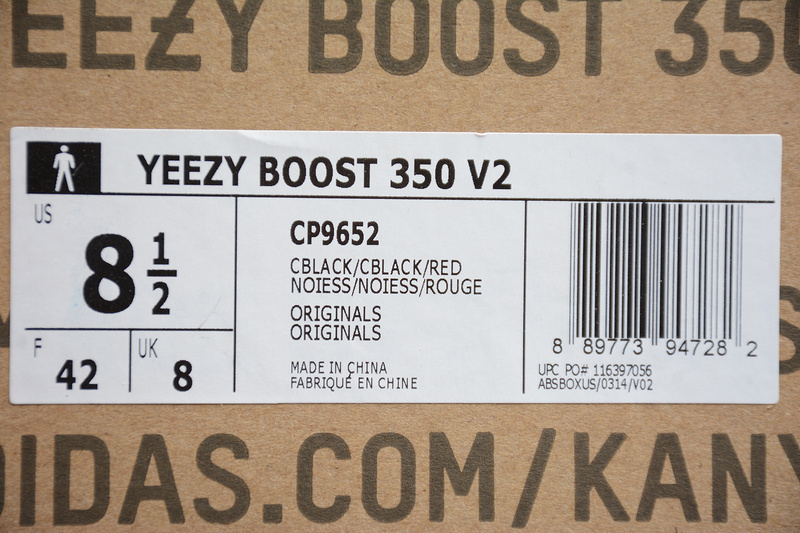 EEZY BOOST 350
YEEZY BOOST 350 V2
US
8 1/2
F
42
UK
8
CP9652
CBLACK/CBLACK/RED
NOIESS/NOIESS/ROUGE
ORIGINALS
ORIGINALS
MADE IN CHINA
FABRIQUÉ EN CHINE
8 89773 94728 2
UPC PO# 116397056
ABSBOXUS/0314/V02
DIDAS.COM/KANY